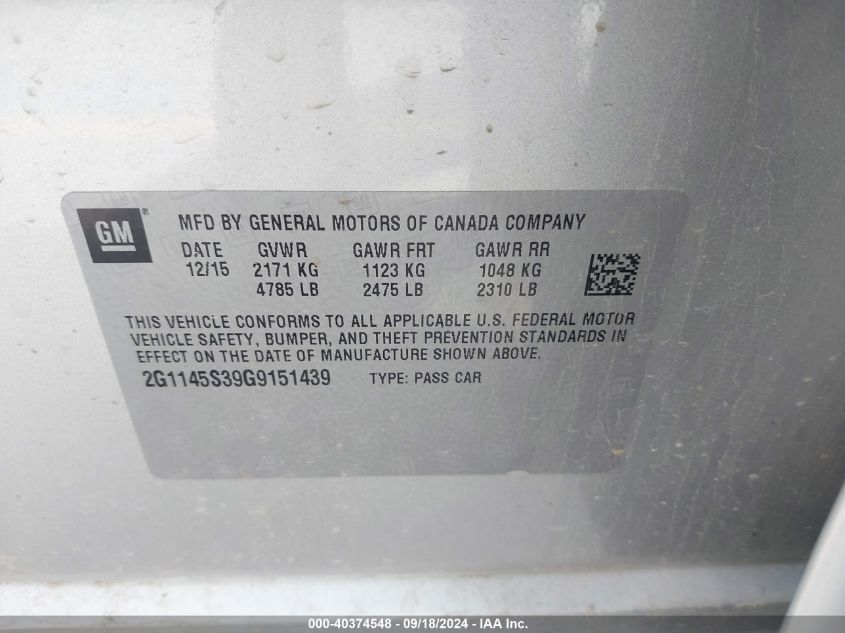 GM®
MFD BY GENERAL MOTORS OF CANADA COMPANY
DATE GVWR GAWR FRT GAWR RR
12/15 2171 KG 1123 KG 1048 KG
4785 LB 2475 LB 2310 LB
THIS VEHICLE CONFORMS TO ALL APPLICABLE U.S. FEDERAL MOTOR
VEHICLE SAFETY, BUMPER, AND THEFT PREVENTION STANDARDS IN
EFFECT ON THE DATE OF MANUFACTURE SHOWN ABOVE.
2G1145S39G9151439 TYPE: PASS CAR
000-40374548 - 09/18/2024 - IAA Inc.